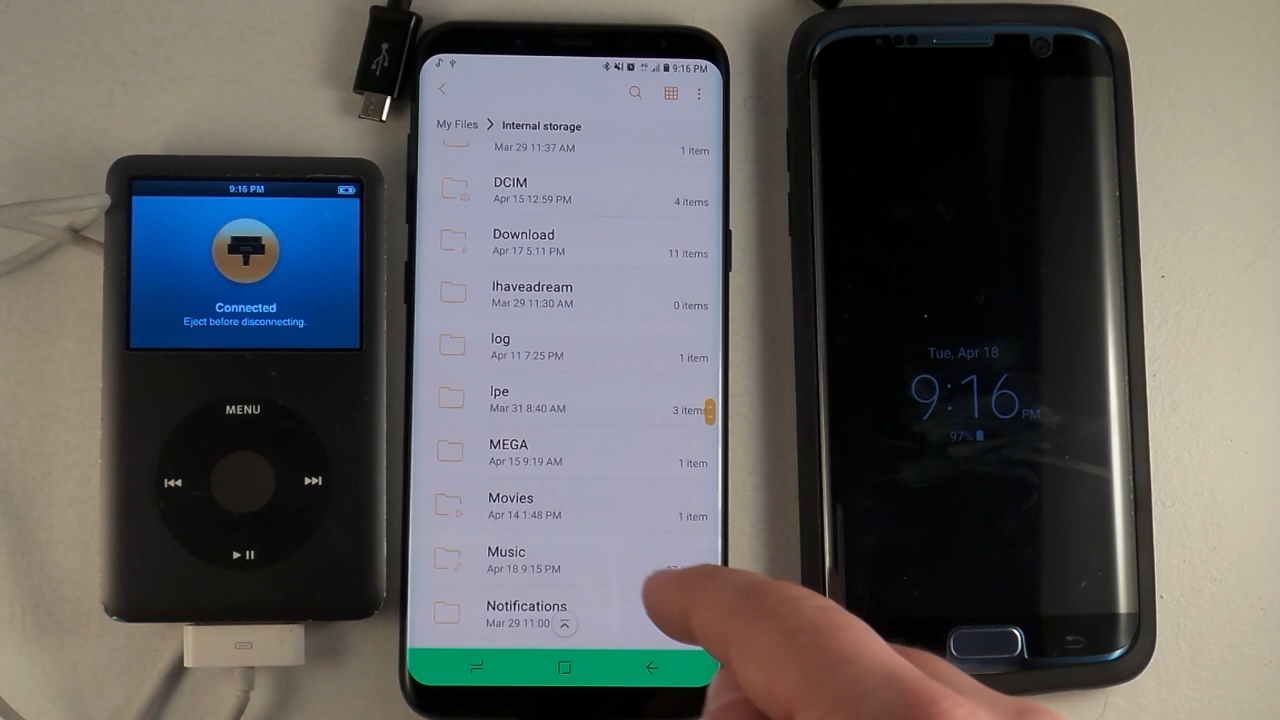 9:16 PM
Connected
Eject before disconnecting.
MENU
9:16 PM
My Files > Internal storage
Mar 29 11:37 AM 1 item
DCIM
Apr 15 12:59 PM 4 items
Download
Apr 17 5:11 PM 11 items
Ihaveadream
Mar 29 11:30 AM 0 items
log
Apr 11 7:25 PM 1 item
lpe
Mar 31 8:40 AM 3 items
MEGA
Apr 15 9:19 AM 1 item
Movies
Apr 14 1:48 PM 1 item
Music
Apr 18 9:15 PM
Notifications
Mar 29 11:00
Tue, Apr 18
9:16 PM
97%